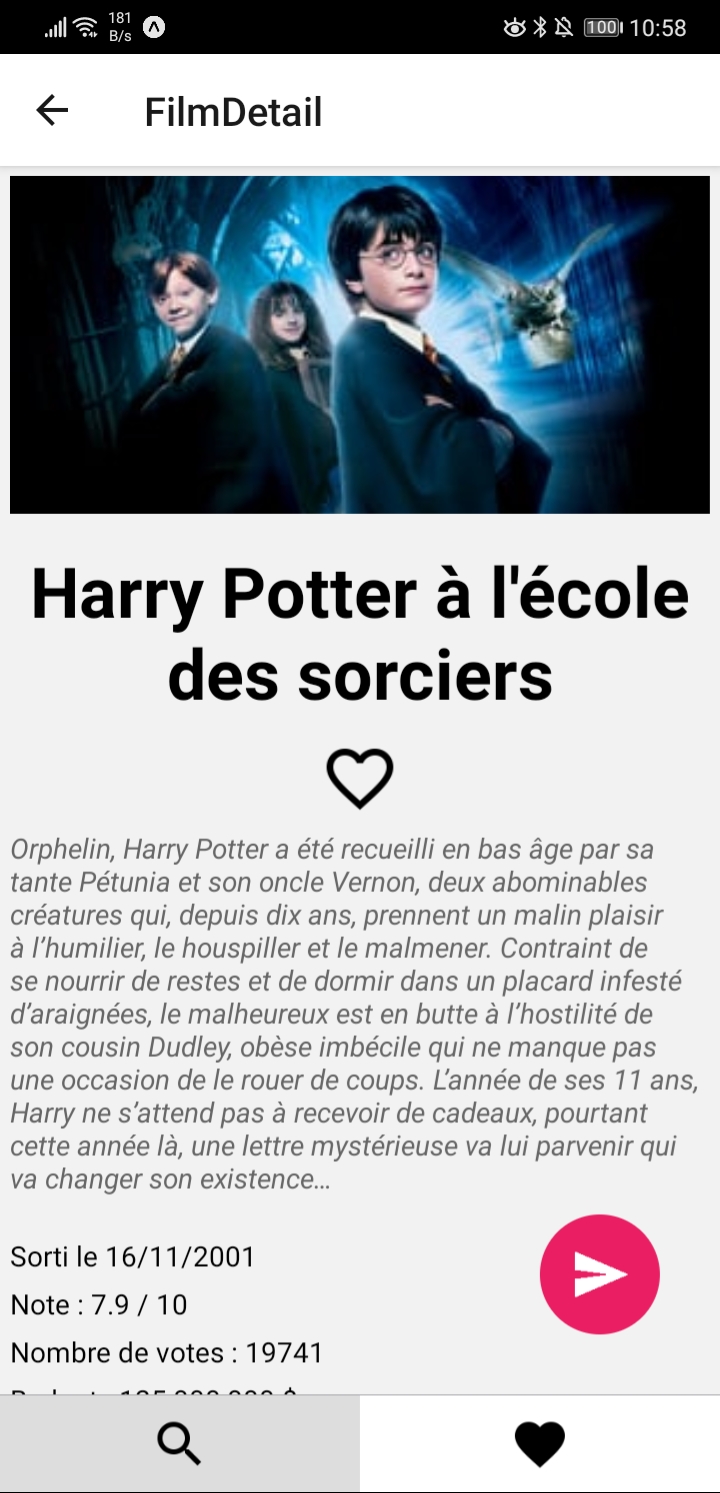 181
B/s
100
10:58
FilmDetail
Harry Potter à l'école
des sorciers
Orphelin, Harry Potter a été recueilli en bas âge par sa
tante Pétunia et son oncle Vernon, deux abominables
créatures qui, depuis dix ans, prennent un malin plaisir
à l’humilier, le houspiller et le malmener. Contraint de
se nourrir de restes et de dormir dans un placard infesté
d’araignées, le malheureux est en butte à l’hostilité de
son cousin Dudley, obèse imbécile qui ne manque pas
une occasion de le rouer de coups. L’année de ses 11 ans,
Harry ne s’attend pas à recevoir de cadeaux, pourtant
cette année là, une lettre mystérieuse va lui parvenir qui
va changer son existence…
Sorti le 16/11/2001
Note : 7.9 / 10
Nombre de votes : 19741